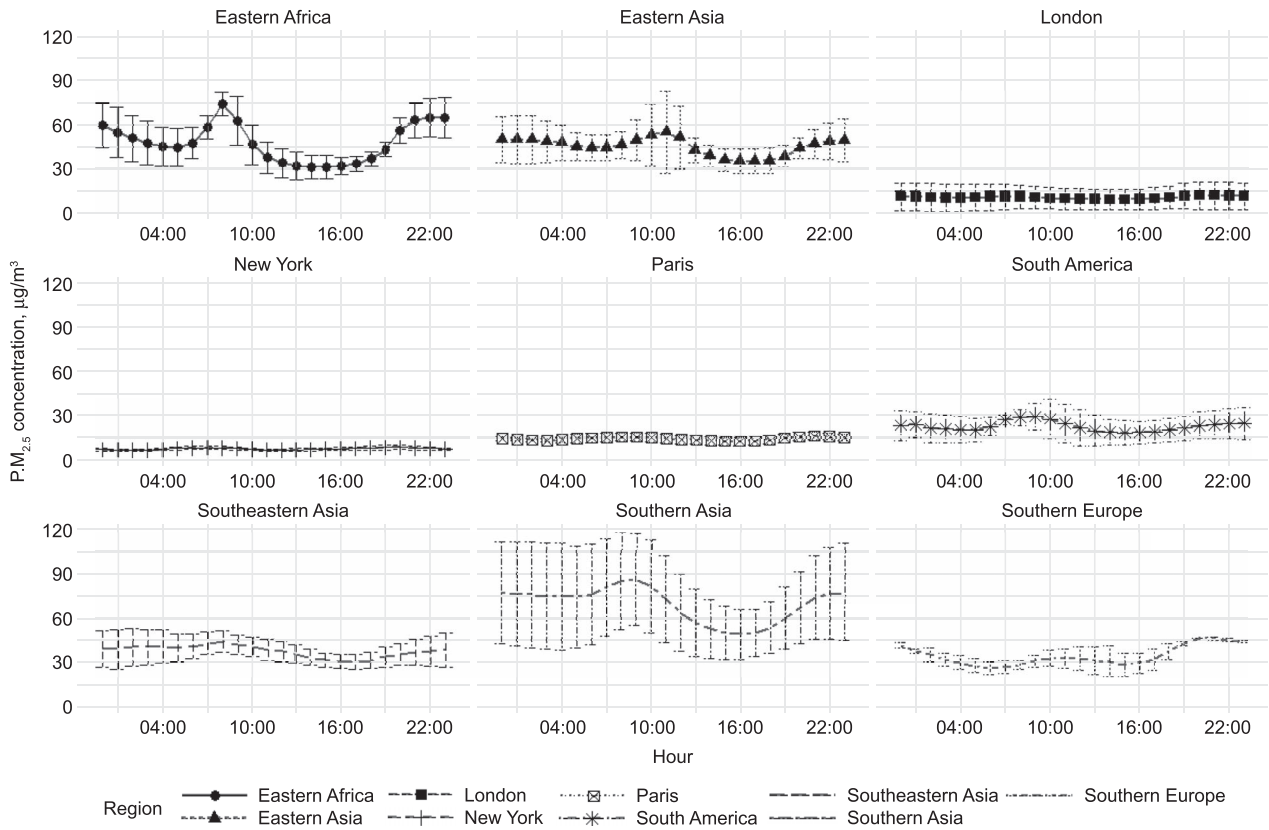 Eastern Africa Eastern Asia London
120
90
60
30
0
04:00 10:00 16:00 22:00 04:00 10:00 16:00 22:00 04:00 10:00 16:00 22:00
New York Paris South America
120
90
60
30
0
04:00 10:00 16:00 22:00 04:00 10:00 16:00 22:00 04:00 10:00 16:00 22:00
Southeastern Asia Southern Asia Southern Europe
120
90
60
30
0
04:00 10:00 16:00 22:00 04:00 10:00 16:00 22:00 04:00 10:00 16:00 22:00
P.M2.5 concentration, μg/m³
Hour
Region Eastern Africa London Paris Southeastern Asia Southern Europe
Eastern Asia New York South America Southern Asia